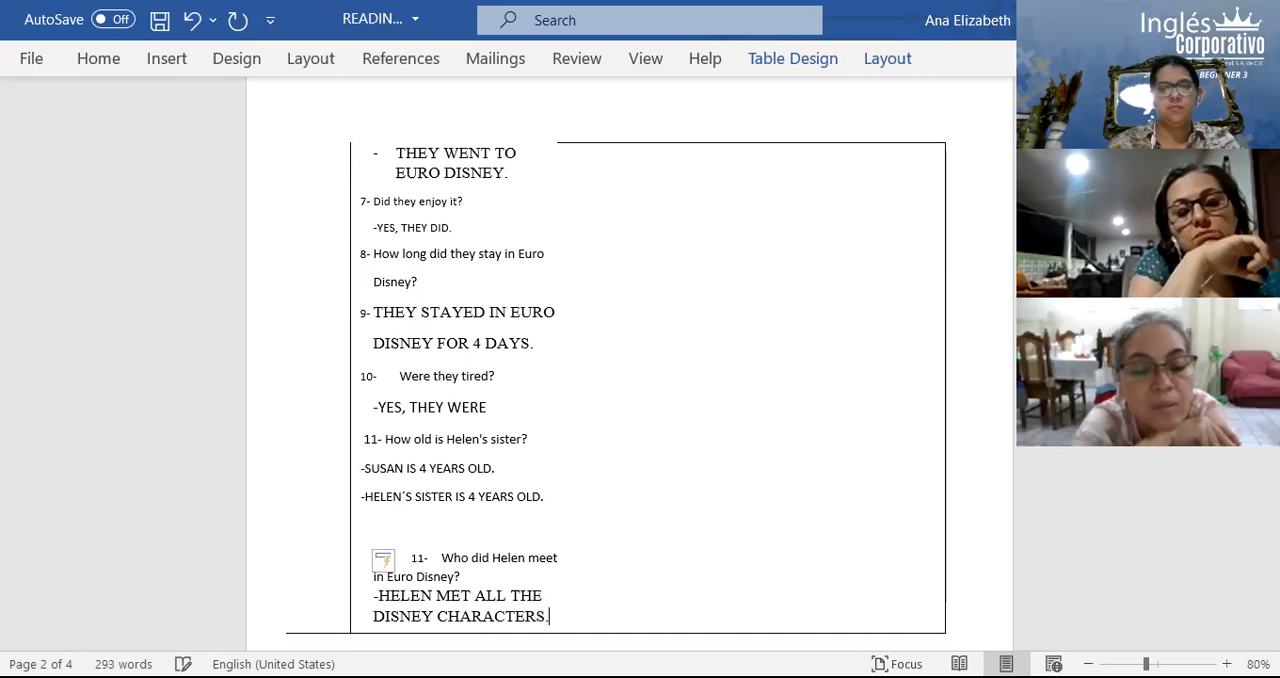 AutoSave Off READIN... Search Ana Elizabeth
Inglés
Corporativo
BEGINNER 3
File Home Insert Design Layout References Mailings Review View Help Table Design Layout
- THEY WENT TO
EURO DISNEY.
7- Did they enjoy it?
-YES, THEY DID.
8- How long did they stay in Euro
Disney?
9- THEY STAYED IN EURO
DISNEY FOR 4 DAYS.
10- Were they tired?
-YES, THEY WERE
11- How old is Helen's sister?
-SUSAN IS 4 YEARS OLD.
-HELEN´S SISTER IS 4 YEARS OLD.
11- Who did Helen meet
in Euro Disney?
-HELEN MET ALL THE
DISNEY CHARACTERS.
Page 2 of 4 293 words English (United States) Focus 80%